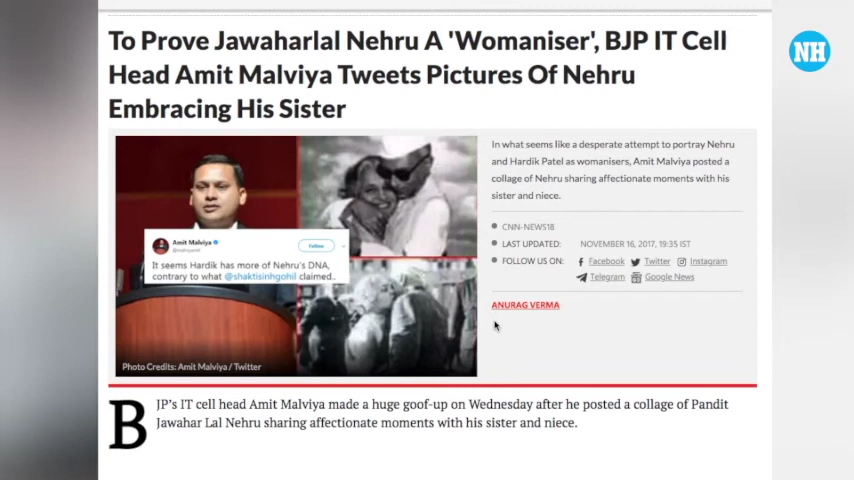 To Prove Jawaharlal Nehru A 'Womaniser', BJP IT Cell
Head Amit Malviya Tweets Pictures Of Nehru
Embracing His Sister
NH
In what seems like a desperate attempt to portray Nehru
and Hardik Patel as womanisers, Amit Malviya posted a
collage of Nehru sharing affectionate moments with his
sister and niece.
CNN-NEWS18
LAST UPDATED: NOVEMBER 16, 2017, 19:35 IST
FOLLOW US ON: Facebook Twitter Instagram
Telegram Google News
ANURAG VERMA
Amit Malviya
Follow
It seems Hardik has more of Nehru's DNA,
contrary to what @shaktisinhgohil claimed..
Photo Credits: Amit Malviya / Twitter
BJP's IT cell head Amit Malviya made a huge goof-up on Wednesday after he posted a collage of Pandit
Jawahar Lal Nehru sharing affectionate moments with his sister and niece.